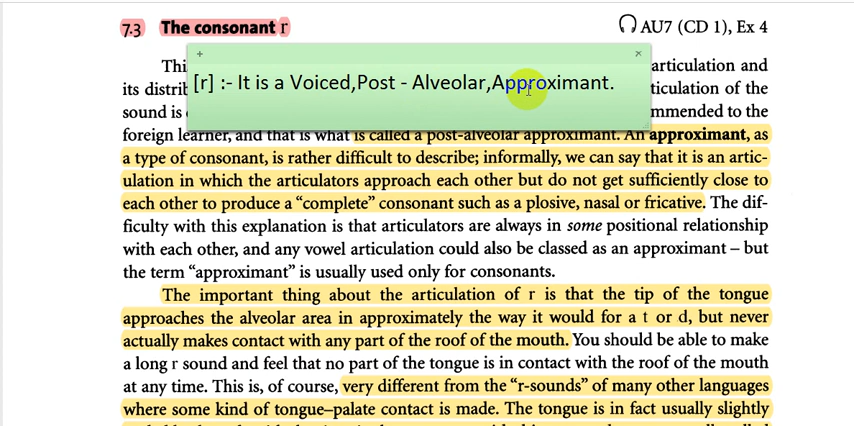 7.3 The consonant r AU7 (CD 1), Ex 4
Thi articulation and
[r] :- It is a Voiced,Post - Alveolar,Approximant.
its distrib ticulation of the
sound is mmended to the
foreign learner, and that is what is called a post-alveolar approximant. An approximant, as
a type of consonant, is rather difficult to describe; informally, we can say that it is an artic-
ulation in which the articulators approach each other but do not get sufficiently close to
each other to produce a “complete” consonant such as a plosive, nasal or fricative. The dif-
ficulty with this explanation is that articulators are always in some positional relationship
with each other, and any vowel articulation could also be classed as an approximant – but
the term “approximant” is usually used only for consonants.
The important thing about the articulation of r is that the tip of the tongue
approaches the alveolar area in approximately the way it would for a t or d, but never
actually makes contact with any part of the roof of the mouth. You should be able to make
a long r sound and feel that no part of the tongue is in contact with the roof of the mouth
at any time. This is, of course, very different from the “r-sounds” of many other languages
where some kind of tongue–palate contact is made. The tongue is in fact usually slightly